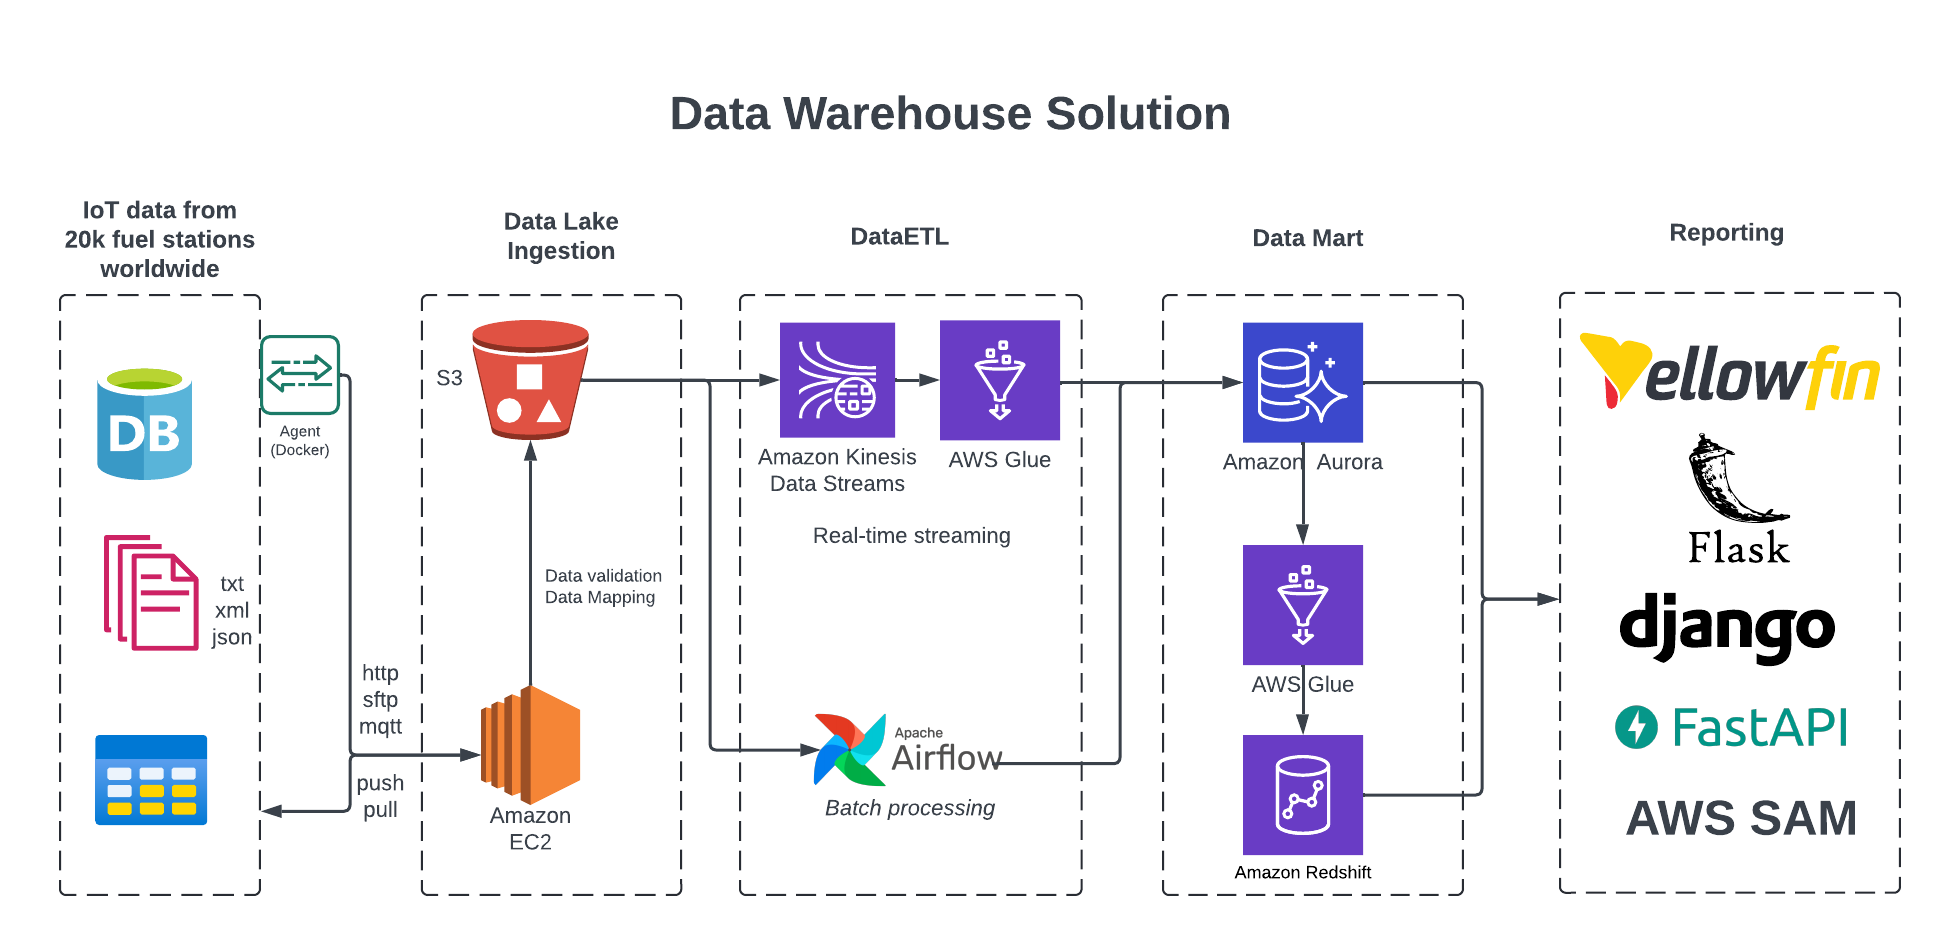 Data Warehouse Solution
IoT data from
20k fuel stations
worldwide
DB
txt
xml
json
Agent
(Docker)
http
sftp
mqtt
push
pull
Data Lake
Ingestion
S3
Data validation
Data Mapping
Amazon
EC2
DataETL
Amazon Kinesis
Data Streams
AWS Glue
Real-time streaming
Apache
Airflow
Batch processing
Data Mart
Amazon Aurora
AWS Glue
Amazon Redshift
Reporting
Yellowfin
Flask
django
FastAPI
AWS SAM